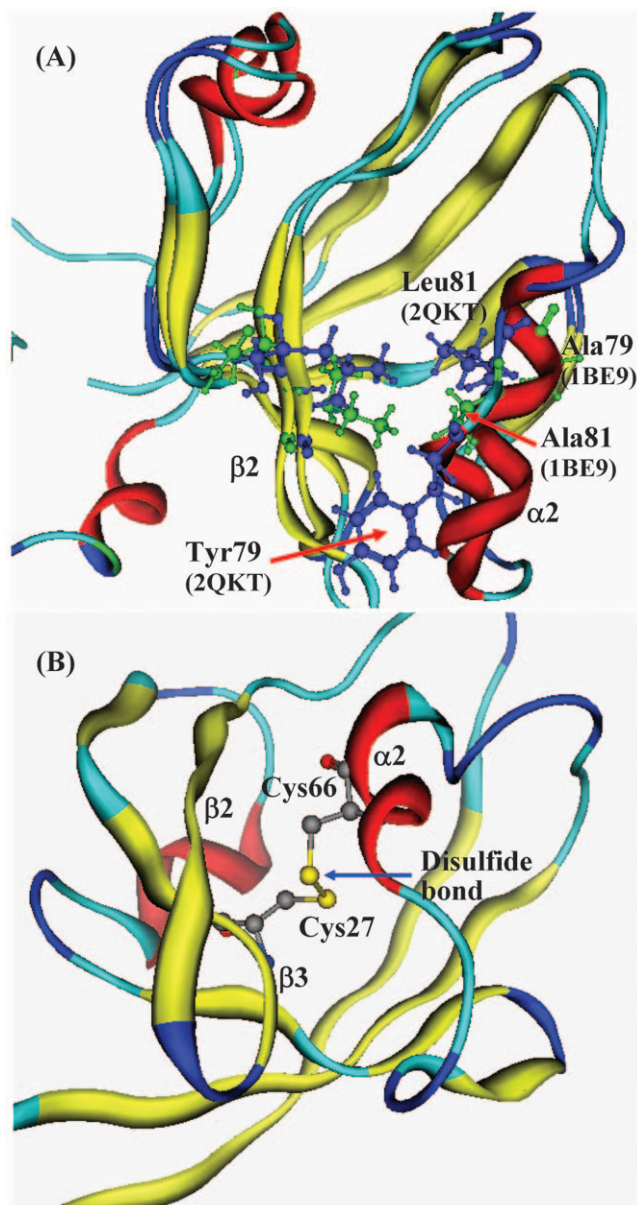 (A)
Leu81
(2QKT)
Ala79
(1BE9)
Ala81
(1BE9)
β2
α2
Tyr79
(2QKT)
(B)
α2
Cys66
β2
Disulfide
bond
Cys27
β3